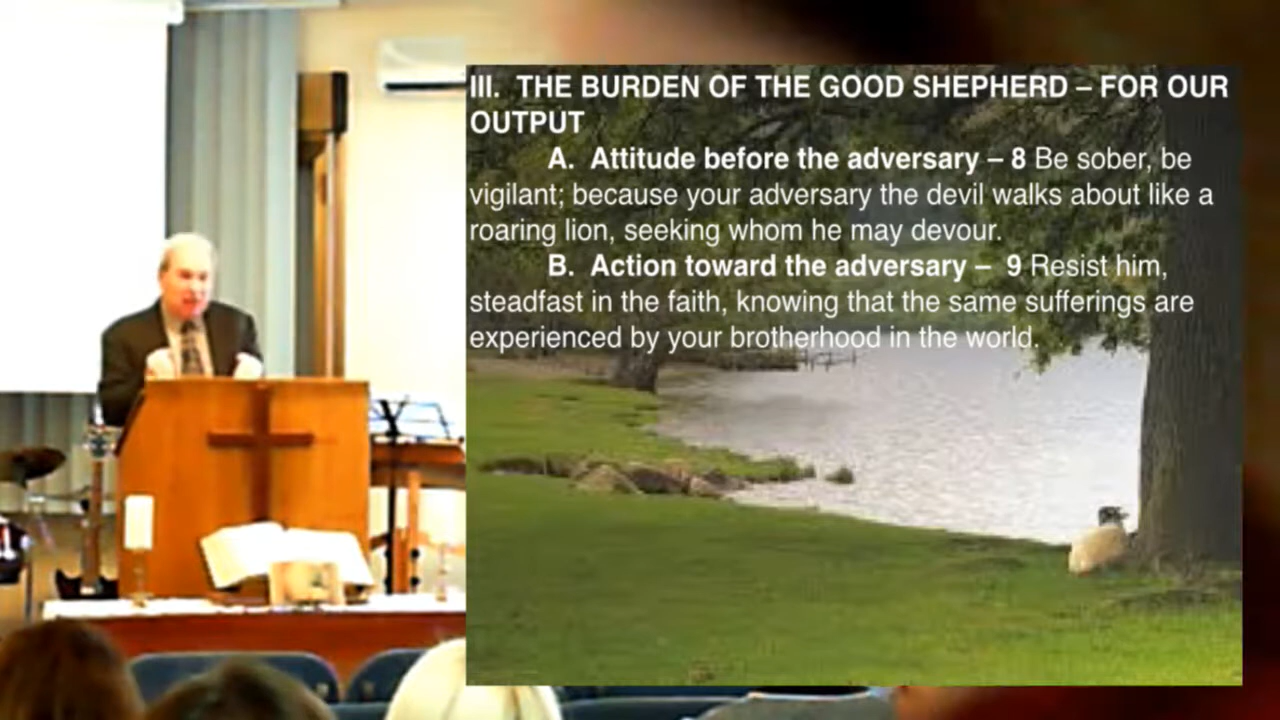 III. THE BURDEN OF THE GOOD SHEPHERD – FOR OUR
OUTPUT
A. Attitude before the adversary – 8 Be sober, be
vigilant; because your adversary the devil walks about like a
roaring lion, seeking whom he may devour.
B. Action toward the adversary – 9 Resist him,
steadfast in the faith, knowing that the same sufferings are
experienced by your brotherhood in the world.